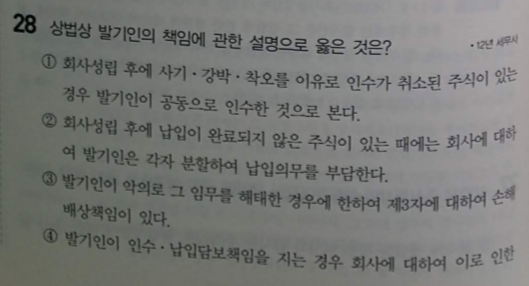 28 상법상 발기인의 책임에 관한 설명으로 옳은 것은?
• 12년 세무사
① 회사성립 후에 사기 · 강박 · 착오를 이유로 인수가 취소된 주식이 있는
경우 발기인이 공동으로 인수한 것으로 본다.
② 회사성립 후에 납입이 완료되지 않은 주식이 있는 때에는 회사에 대하
여 발기인은 각자 분할하여 납입의무를 부담한다.
③ 발기인이 악의로 그 임무를 해태한 경우에 한하여 제3자에 대하여 손해
배상책임이 있다.
④ 발기인이 인수 · 납입담보책임을 지는 경우 회사에 대하여 이로 인한